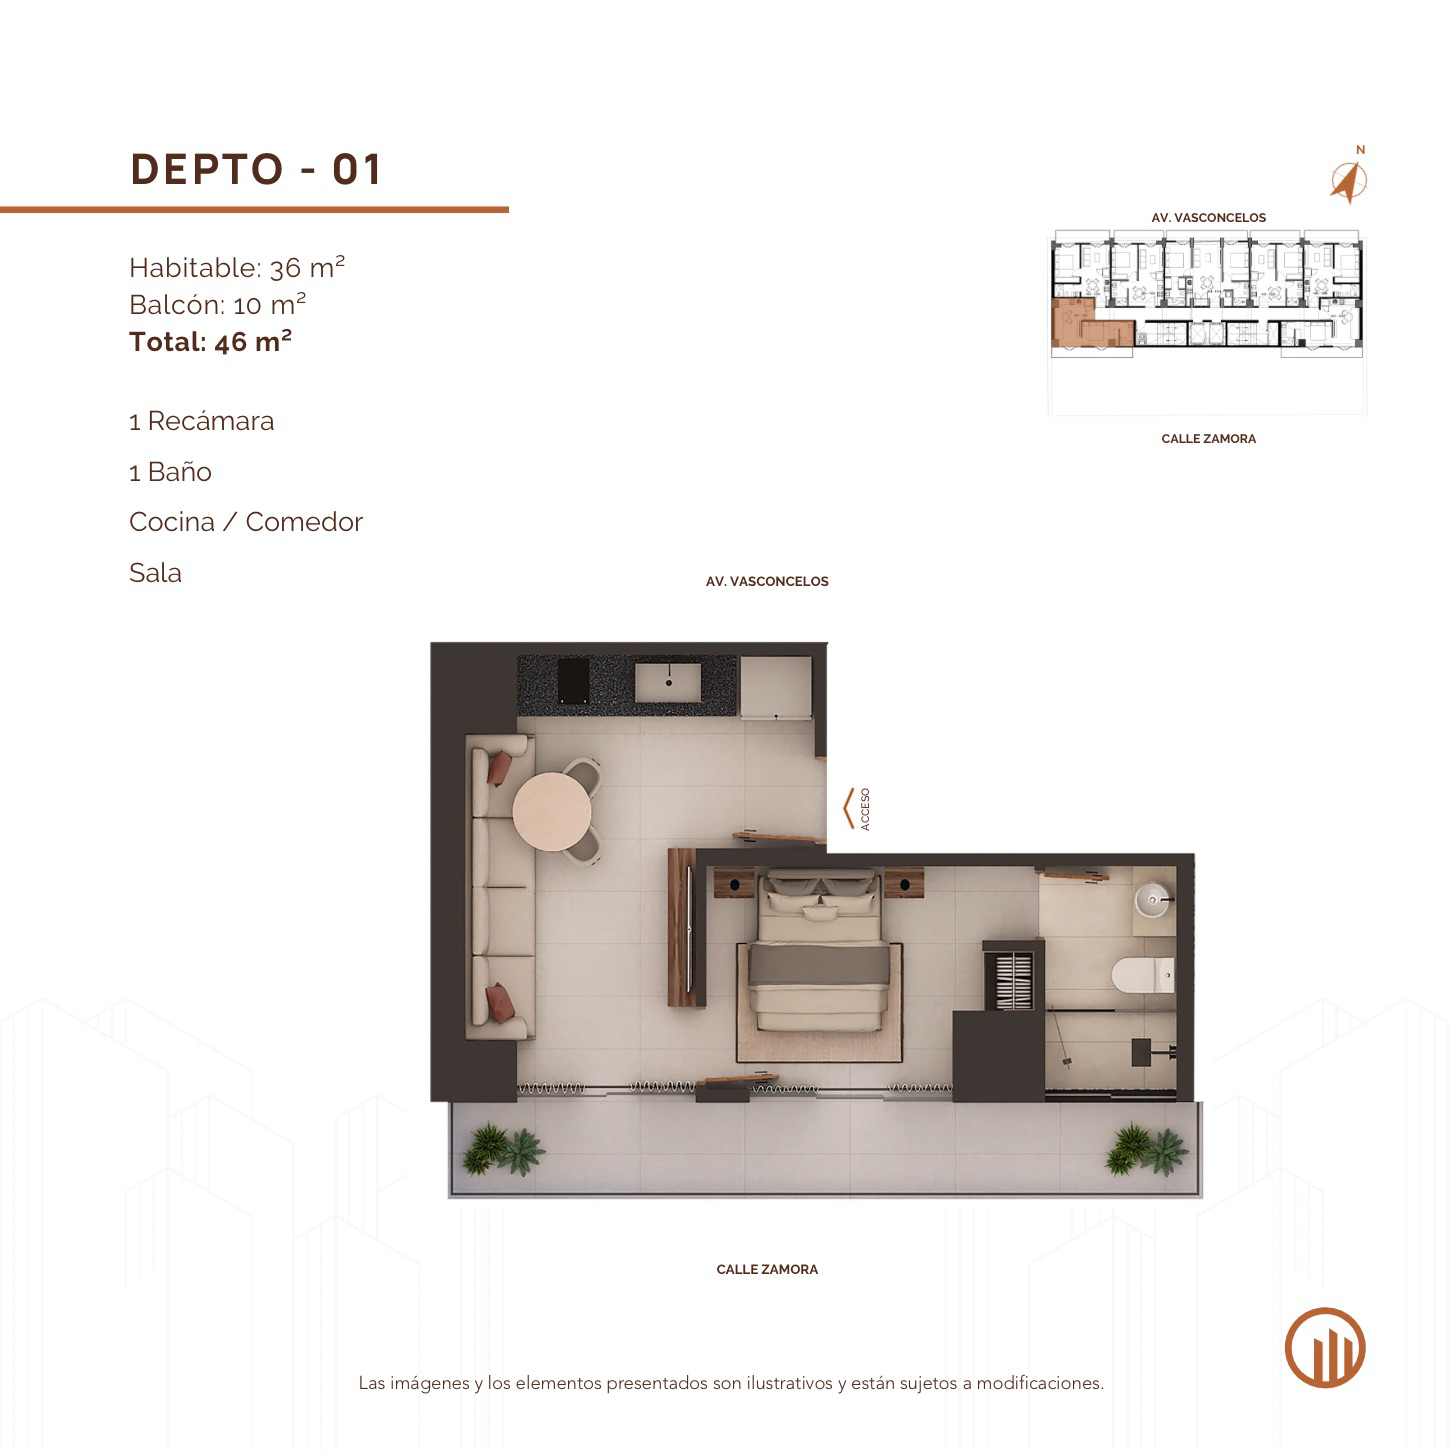 DEPTO - 01
Habitable: 36 m²
Balcón: 10 m²
Total: 46 m²
1 Recámara
1 Baño
Cocina / Comedor
Sala
N
AV. VASCONCELOS
CALLE ZAMORA
AV. VASCONCELOS
ACCESO
CALLE ZAMORA
Las imágenes y los elementos presentados son ilustrativos y están sujetos a modificaciones.